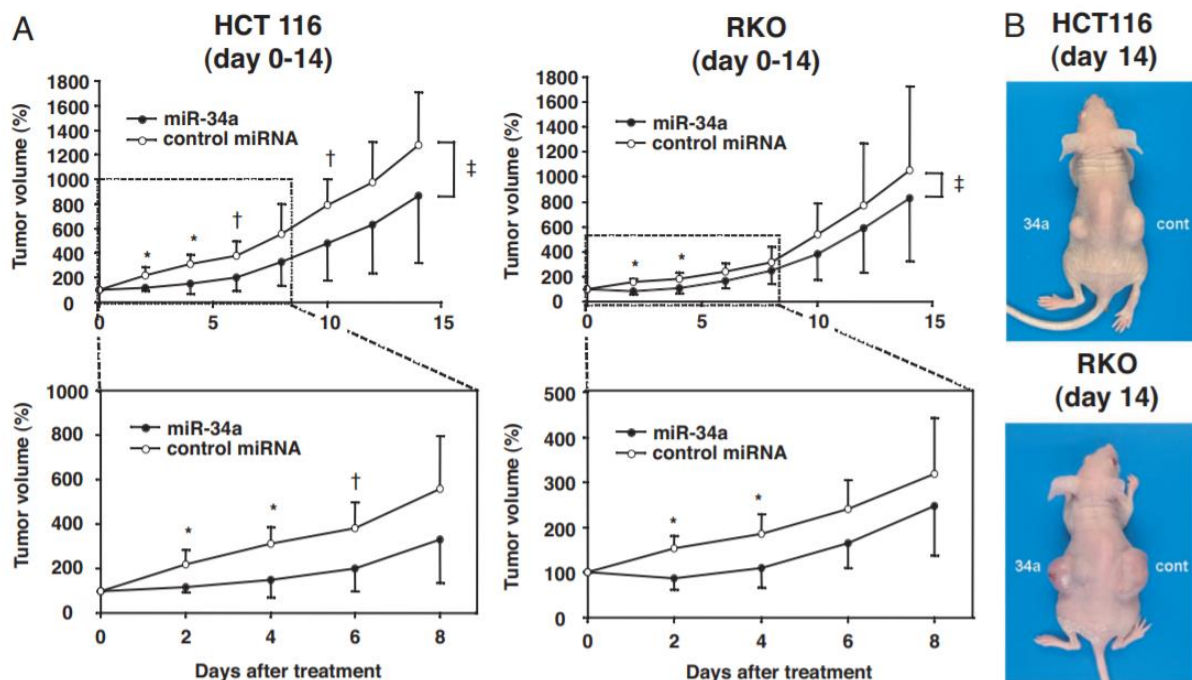 A
HCT 116
(day 0-14)
Tumor volume (%)
1800
1600
1400
1200
1000
800
600
400
200
0
miR-34a
control miRNA
*
*
†
†
‡
0
5
10
15
RKO
(day 0-14)
Tumor volume (%)
1800
1600
1400
1200
1000
800
600
400
200
0
miR-34a
control miRNA
*
*
‡
0
5
10
15
Tumor volume (%)
1000
800
600
400
200
0
miR-34a
control miRNA
*
*
†
0
2
4
6
8
Days after treatment
Tumor volume (%)
500
400
300
200
100
0
miR-34a
control miRNA
*
*
0
2
4
6
8
Days after treatment
B
HCT116
(day 14)
34a
cont
RKO
(day 14)
34a
cont